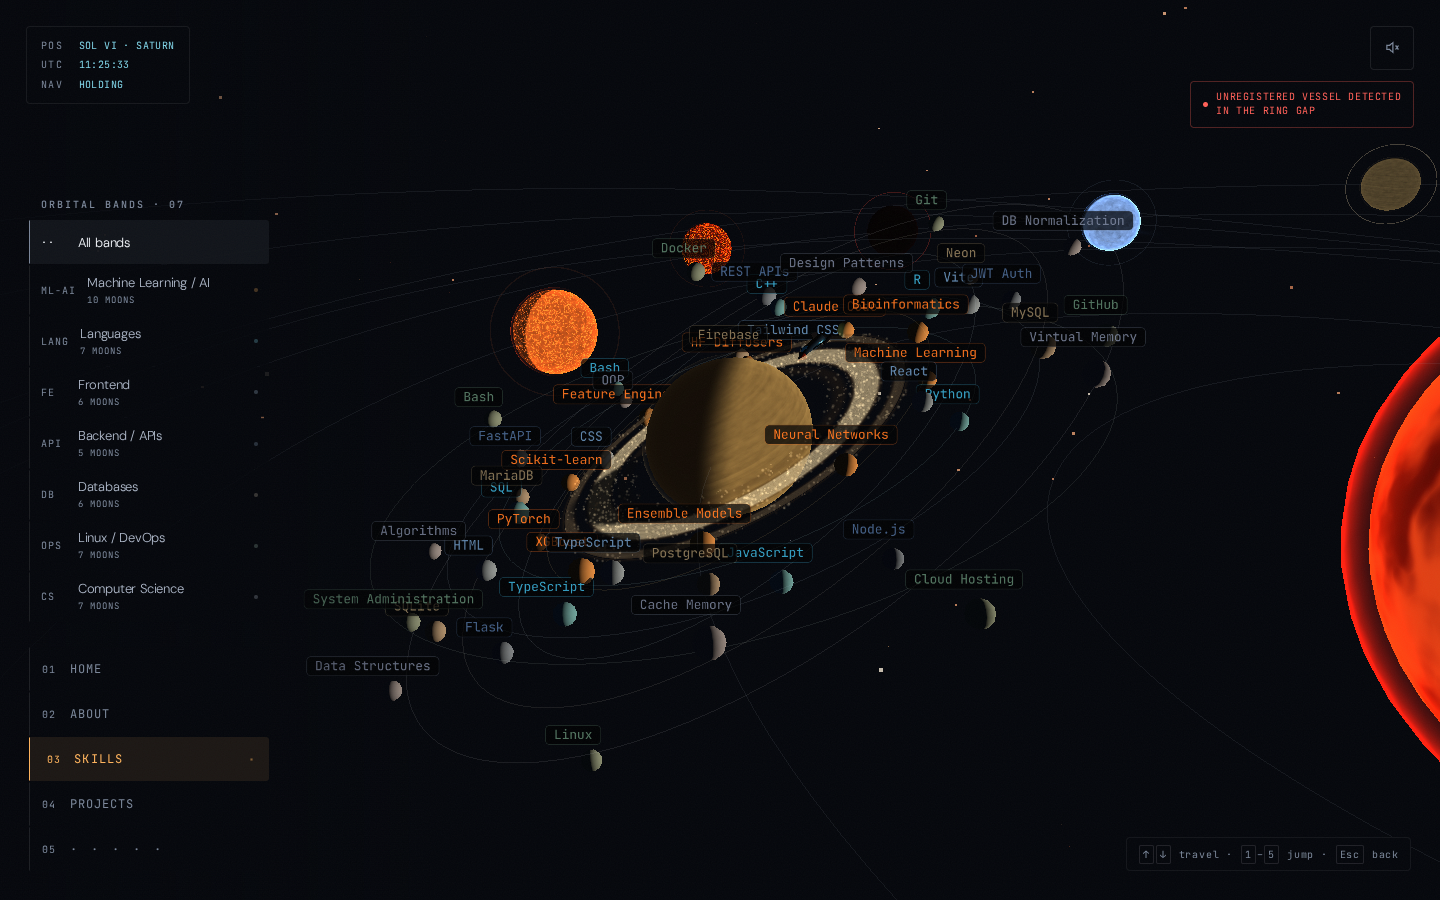 POS SOL VI · SATURN
UTC 11:25:33
NAV HOLDING
UNREGISTERED VESSEL DETECTED
IN THE RING GAP
ORBITAL BANDS · 07
·· All bands
ML-AI Machine Learning / AI
10 MOONS
LANG Languages
7 MOONS
FE Frontend
6 MOONS
API Backend / APIs
5 MOONS
DB Databases
6 MOONS
OPS Linux / DevOps
7 MOONS
CS Computer Science
7 MOONS
01 HOME
02 ABOUT
03 SKILLS
04 PROJECTS
05 · · · · ·
Git
DB Normalization
Docker
Neon
Design Patterns
REST APIs
R
JWT Auth
C++
Claude
Bioinformatics
GitHub
MySQL
Tailwind CSS
Firebase
Virtual Memory
Machine Learning
Bash
React
OOP
Feature
Python
Bash
FastAPI
CSS
Neural Networks
Scikit-learn
MariaDB
SQL
PyTorch
Ensemble Models
Algorithms
HTML
TypeScript
PostgreSQL
JavaScript
Node.js
Cloud Hosting
TypeScript
System Administration
SQLite
Cache Memory
Flask
Data Structures
Linux
↑ ↓ travel · 1-5 jump · Esc back